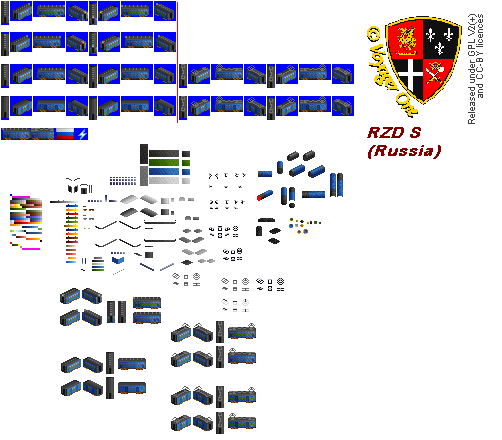 © Voyager One
RZD S
(Russia)
Released under GPL V2(+)
and CC-BY licences